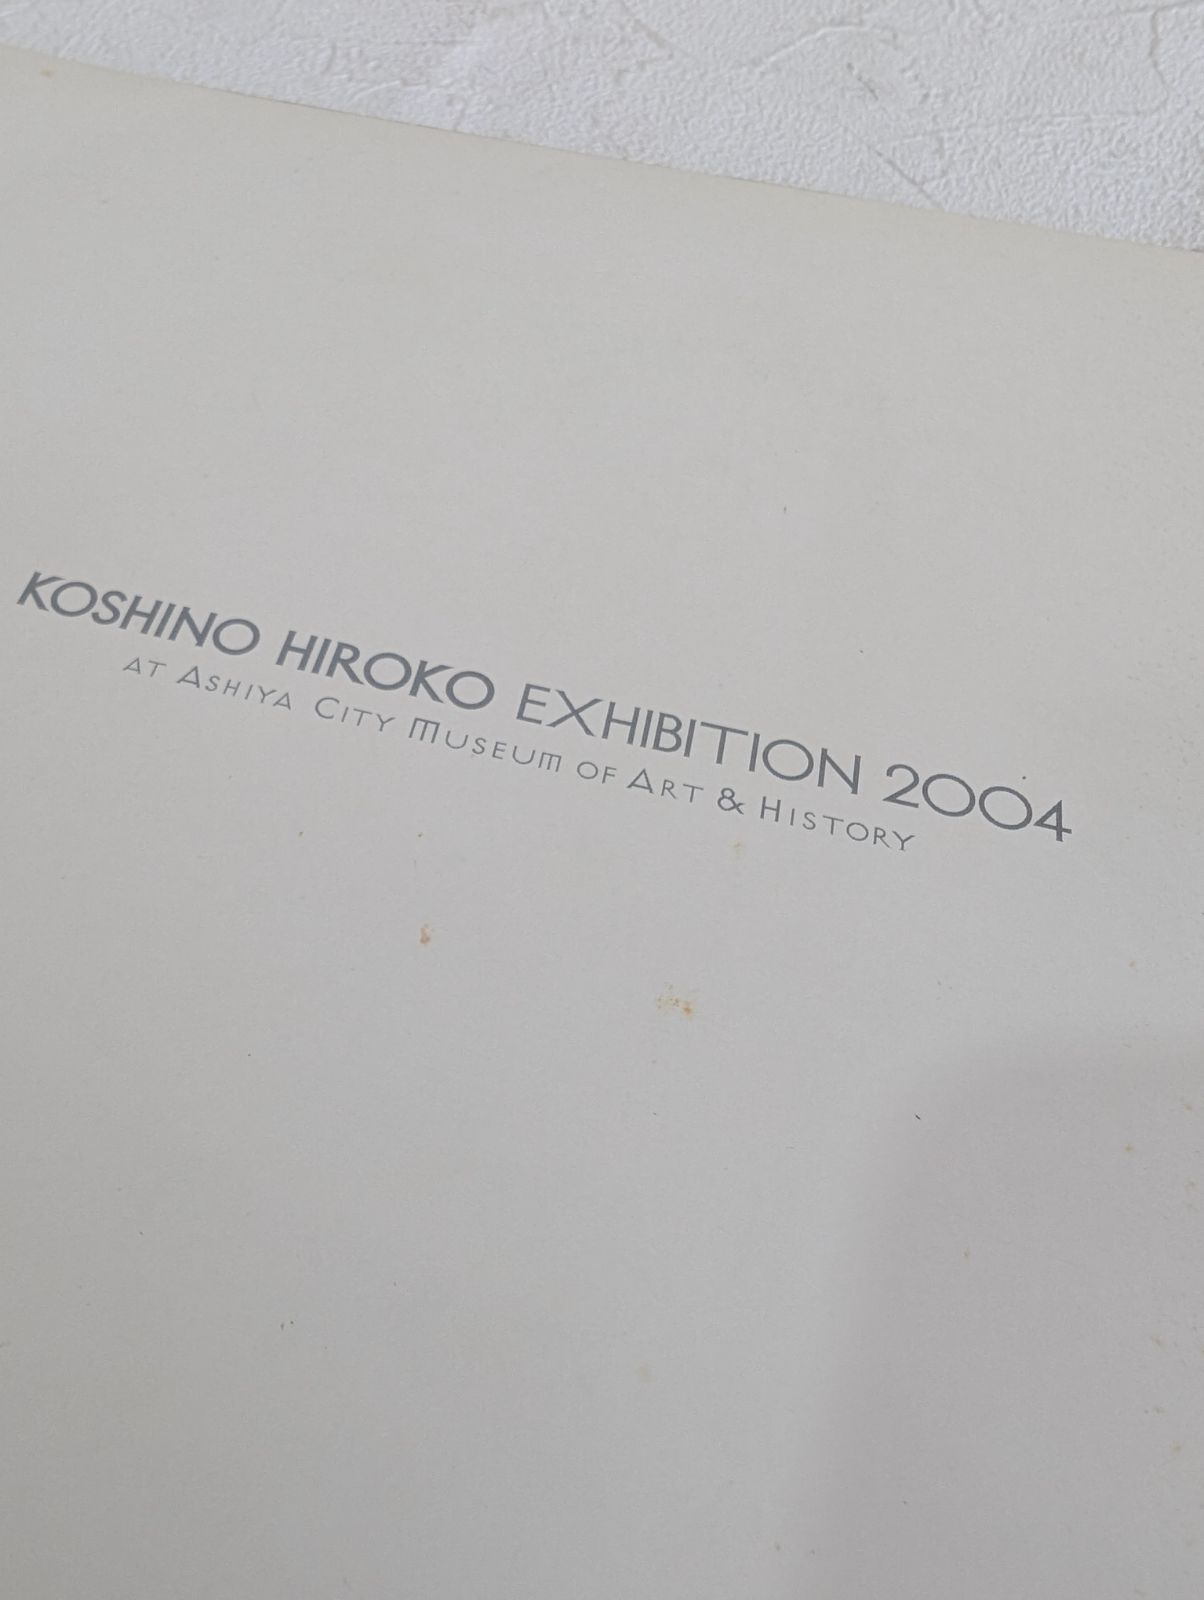 KOSHINO HIROKO EXHIBITION 2004
AT ASHIYA CITY MUSEUM OF ART & HISTORY